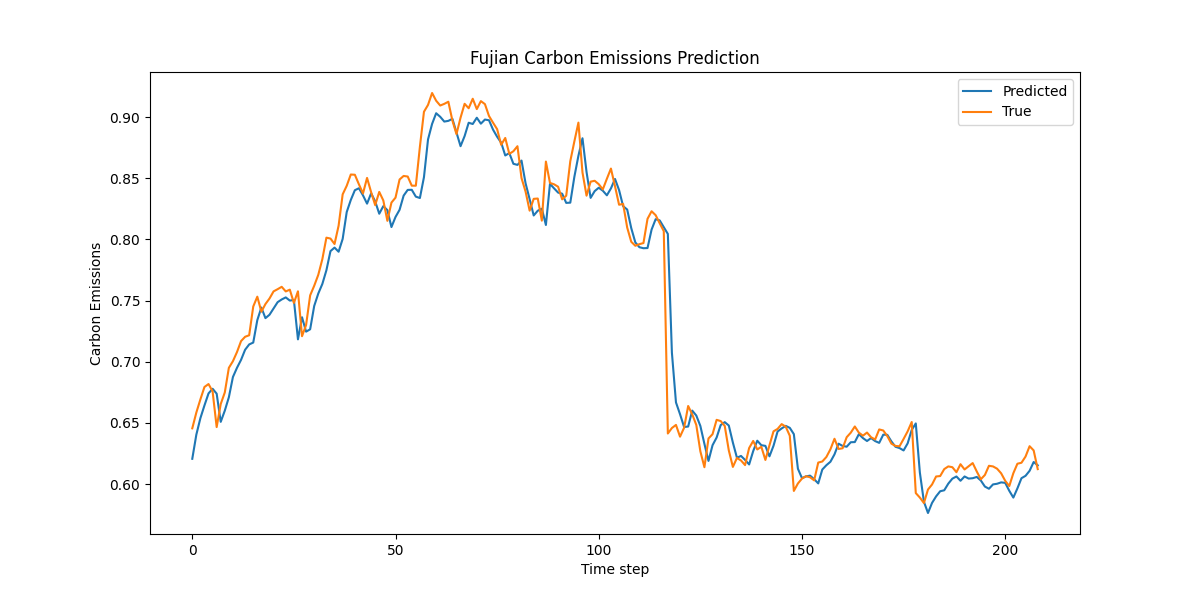 Fujian Carbon Emissions Prediction
Predicted
True
Carbon Emissions
0.90
0.85
0.80
0.75
0.70
0.65
0.60
0 50 100 150 200
Time step